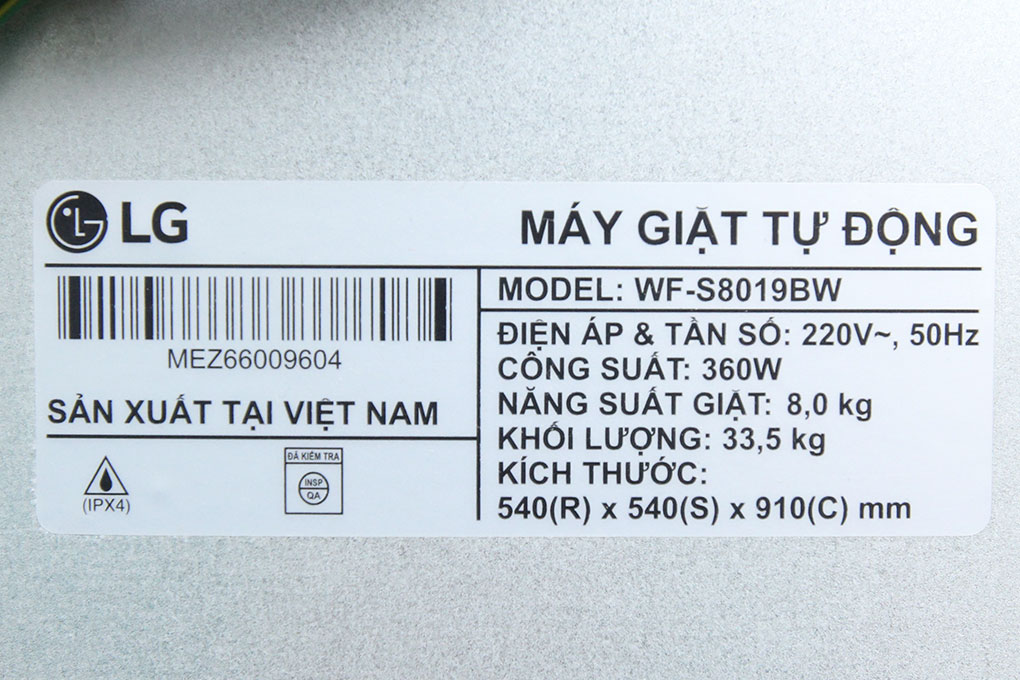 LG
MÁY GIẶT TỰ ĐỘNG
MEZ66009604
SẢN XUẤT TẠI VIỆT NAM
(IPX4)
ĐÃ KIỂM TRA
INSP
QA
MODEL: WF-S8019BW
ĐIỆN ÁP & TẦN SỐ: 220V~, 50Hz
CÔNG SUẤT: 360W
NĂNG SUẤT GIẶT: 8,0 kg
KHỐI LƯỢNG: 33,5 kg
KÍCH THƯỚC:
540(R) x 540(S) x 910(C) mm